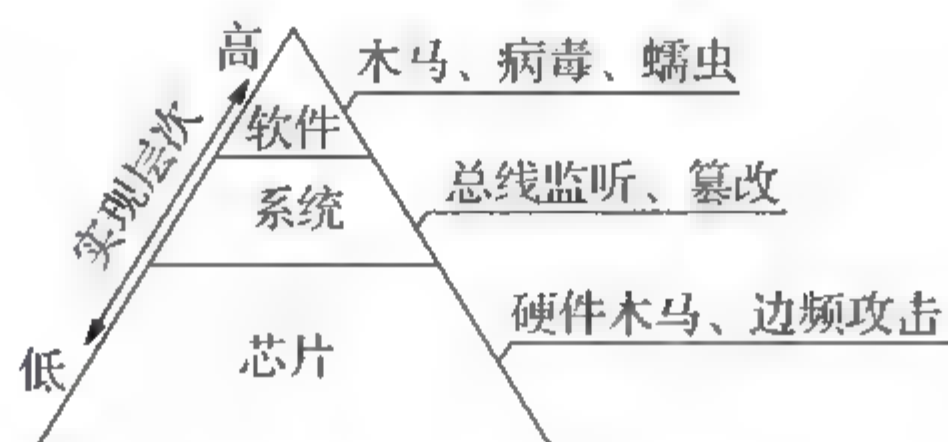 高
木马、病毒、蠕虫
软件
实现层次
总线监听、篡改
系统
硬件木马、边频攻击
芯片
低